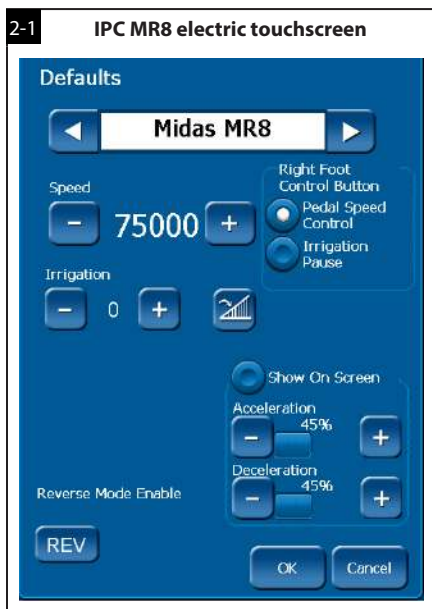 2-1 IPC MR8 electric touchscreen
Defaults
Midas MR8
Right Foot
Control Button
Speed
Pedal Speed
Control
- 75000 +
Irrigation
Pause
Irrigation
- 0 +
Show On Screen
Acceleration
45%
- +
Deceleration
45%
- +
Reverse Mode Enable
REV
OK Cancel